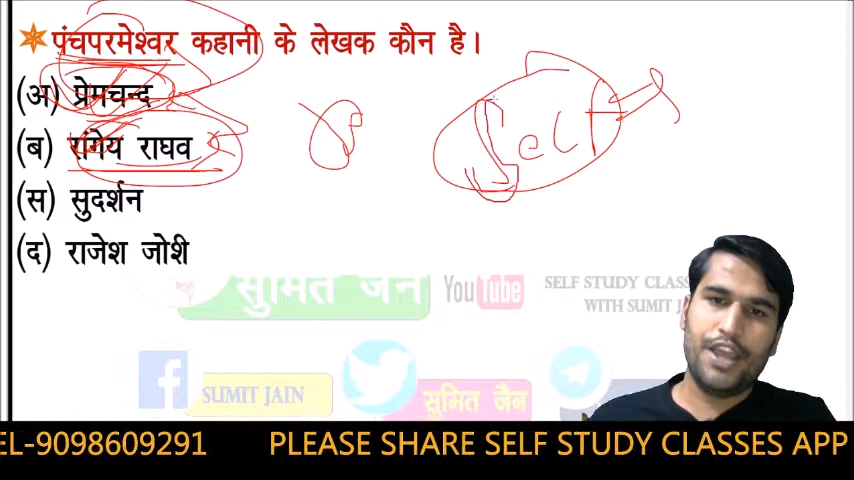 पंचपरमेश्वर कहानी के लेखक कौन है।
(अ) प्रेमचन्द
(ब) रांगेय राघव
(स) सुदर्शन
(द) राजेश जोशी
Self
सुमित जैन
YouTube
SELF STUDY CLASS
WITH SUMIT J
SUMIT JAIN
सुमित जैन
EL-9098609291 PLEASE SHARE SELF STUDY CLASSES APP